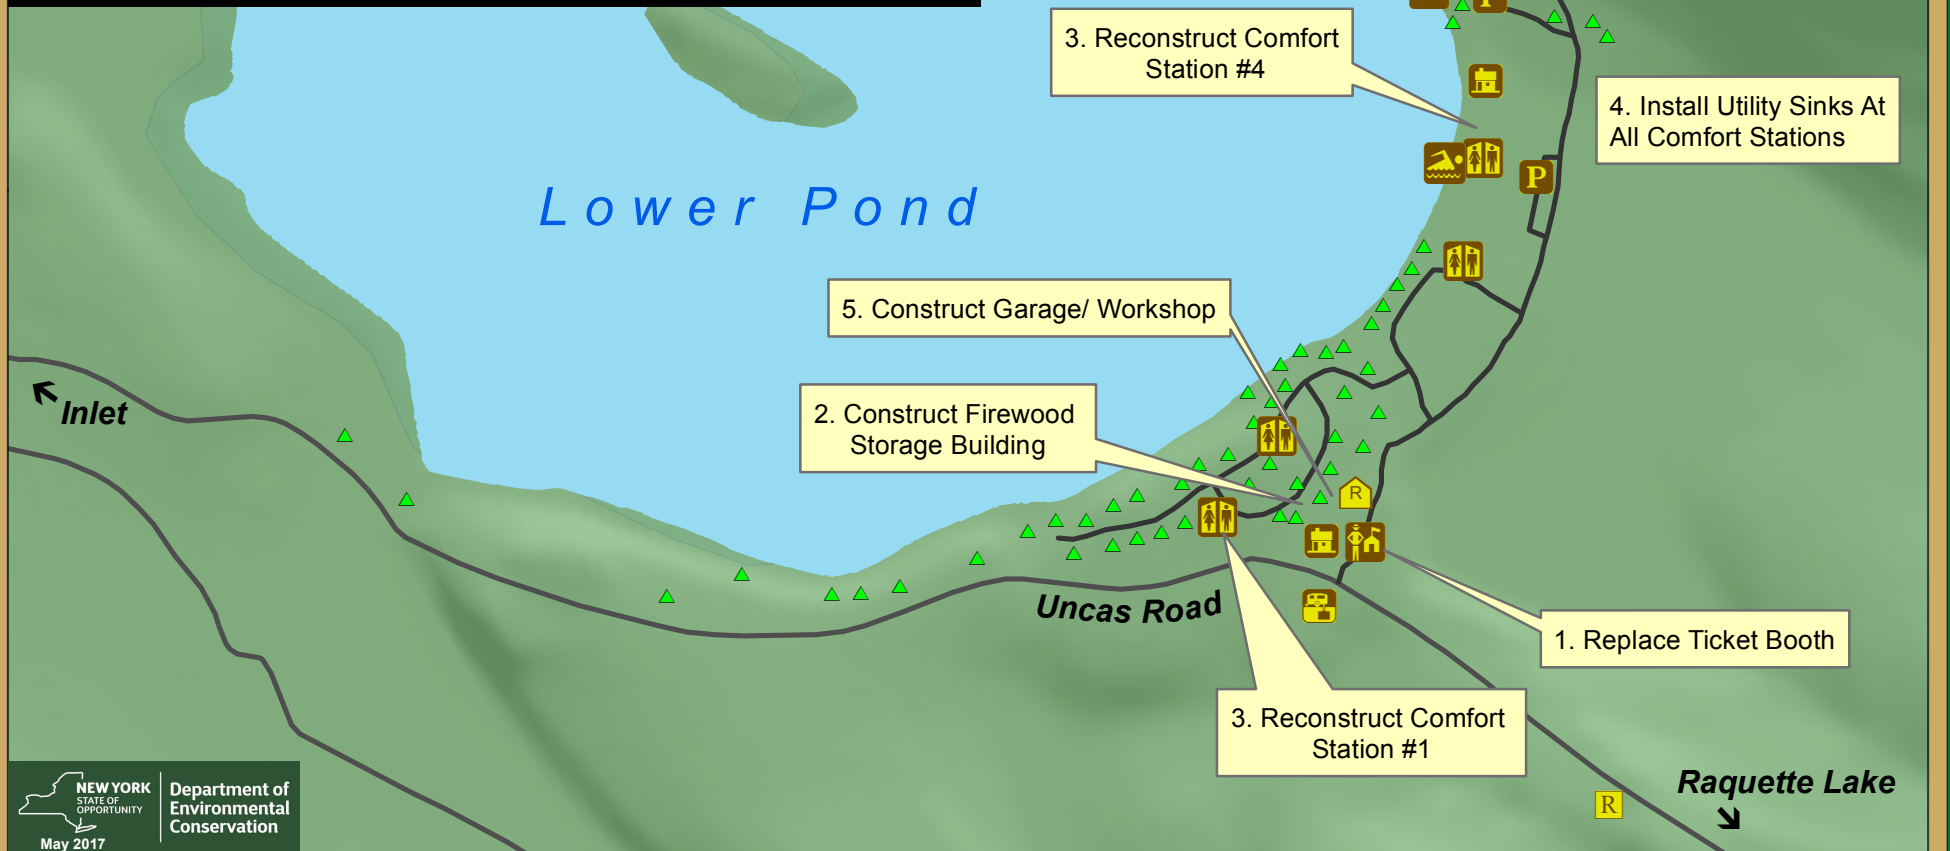 3. Reconstruct Comfort
Station #4
4. Install Utility Sinks At
All Comfort Stations
P
Lower Pond
5. Construct Garage/ Workshop
Inlet
2. Construct Firewood
Storage Building
R
Uncas Road
1. Replace Ticket Booth
3. Reconstruct Comfort
Station #1
Raquette Lake
R
NEW YORK
STATE OF
OPPORTUNITY
Department of
Environmental
Conservation
May 2017